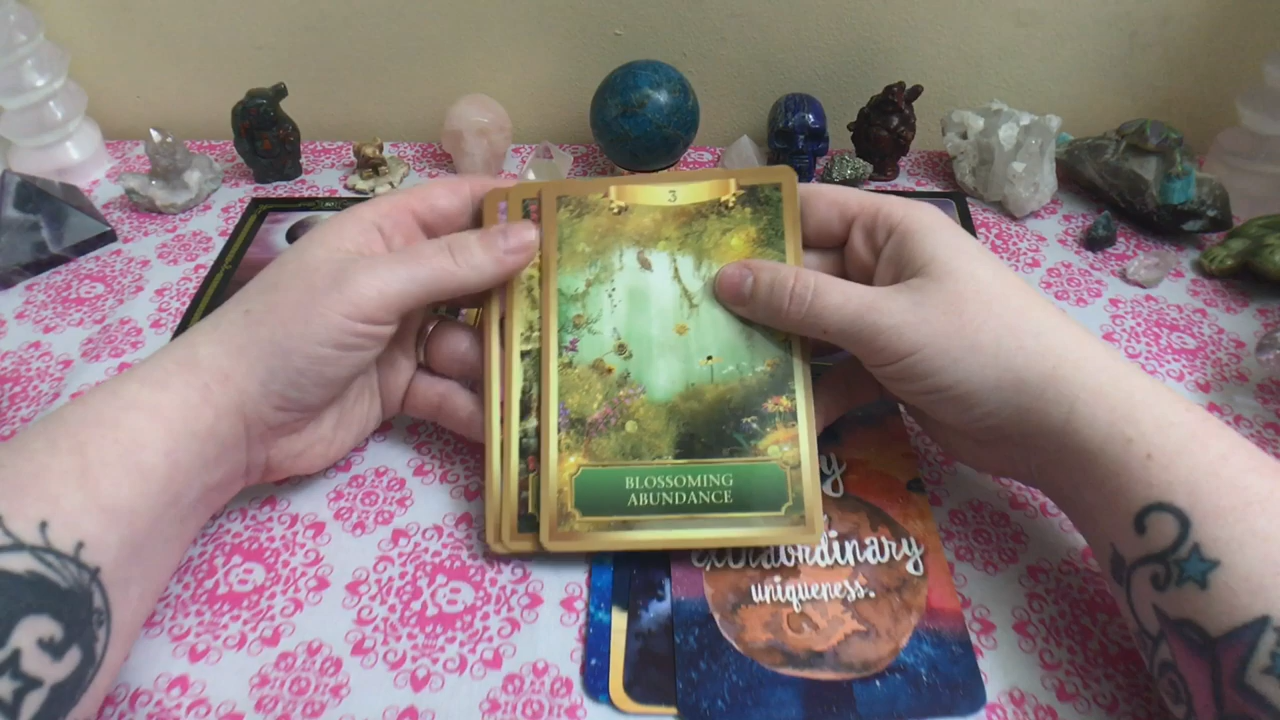 3
BLOSSOMING
ABUNDANCE
extraordinary
uniqueness.